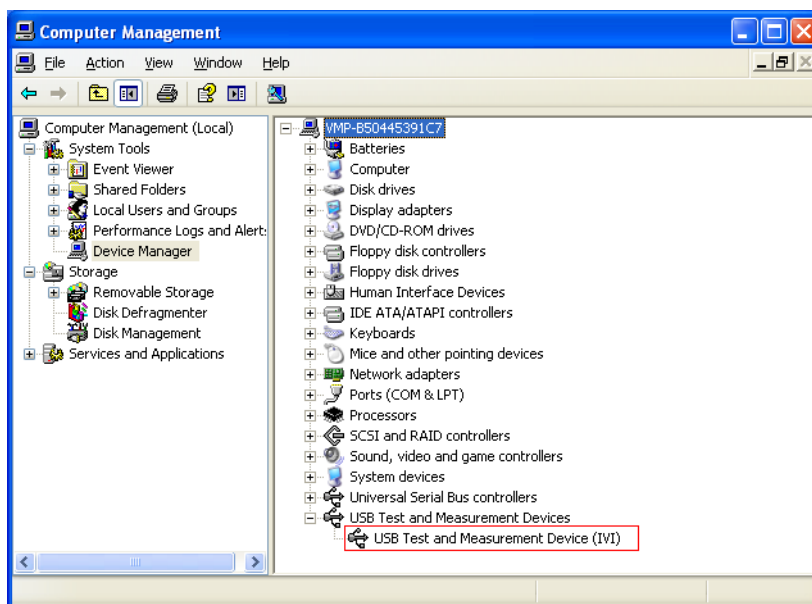 Computer Management
File Action View Window Help
Computer Management (Local)
System Tools
Event Viewer
Shared Folders
Local Users and Groups
Performance Logs and Alert:
Device Manager
Storage
Removable Storage
Disk Defragmenter
Disk Management
Services and Applications
VMP-B50445391C7
Batteries
Computer
Disk drives
Display adapters
DVD/CD-ROM drives
Floppy disk controllers
Floppy disk drives
Human Interface Devices
IDE ATA/ATAPI controllers
Keyboards
Mice and other pointing devices
Network adapters
Ports (COM & LPT)
Processors
SCSI and RAID controllers
Sound, video and game controllers
System devices
Universal Serial Bus controllers
USB Test and Measurement Devices
USB Test and Measurement Device (IVI)